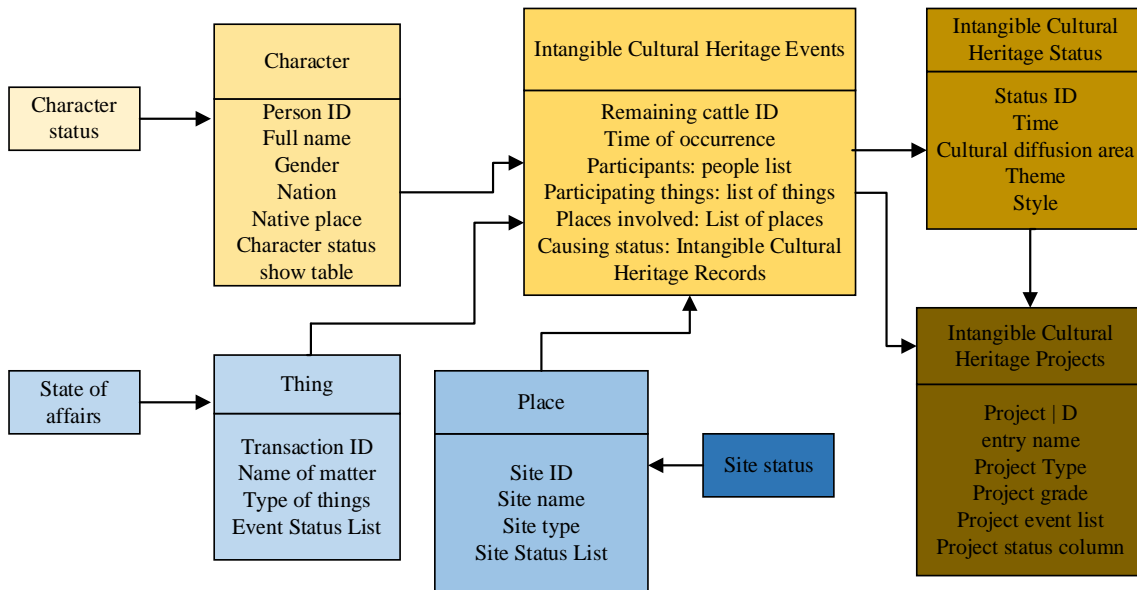 Character
status
Character
Person ID
Full name
Gender
Nation
Native place
Character status
show table
Intangible Cultural Heritage Events
Remaining cattle ID
Time of occurrence
Participants: people list
Participating things: list of things
Places involved: List of places
Causing status: Intangible Cultural
Heritage Records
Intangible Cultural
Heritage Status
Status ID
Time
Cultural diffusion area
Theme
Style
State of
affairs
Thing
Transaction ID
Name of matter
Type of things
Event Status List
Place
Site ID
Site name
Site type
Site Status List
Site status
Intangible Cultural
Heritage Projects
Project | D
entry name
Project Type
Project grade
Project event list
Project status column